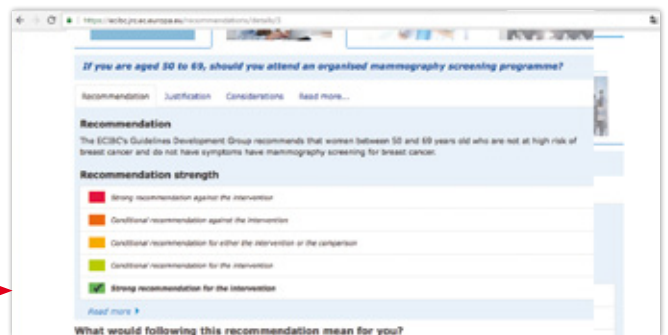 https://ecibc.jrc.ec.europa.eu/recommendations/details/3
If you are aged 50 to 69, should you attend an organised mammography screening programme?
Recommendation Justification Considerations Read more...
Recommendation
The ECIBC's Guidelines Development Group recommends that women between 50 and 69 years old who are not at high risk of
breast cancer and do not have symptoms have mammography screening for breast cancer.
Recommendation strength
Strong recommendation against the intervention
Conditional recommendation against the intervention
Conditional recommendation for either the intervention or the comparison
Conditional recommendation for the intervention
Strong recommendation for the intervention
Read more
What would following this recommendation mean for you?